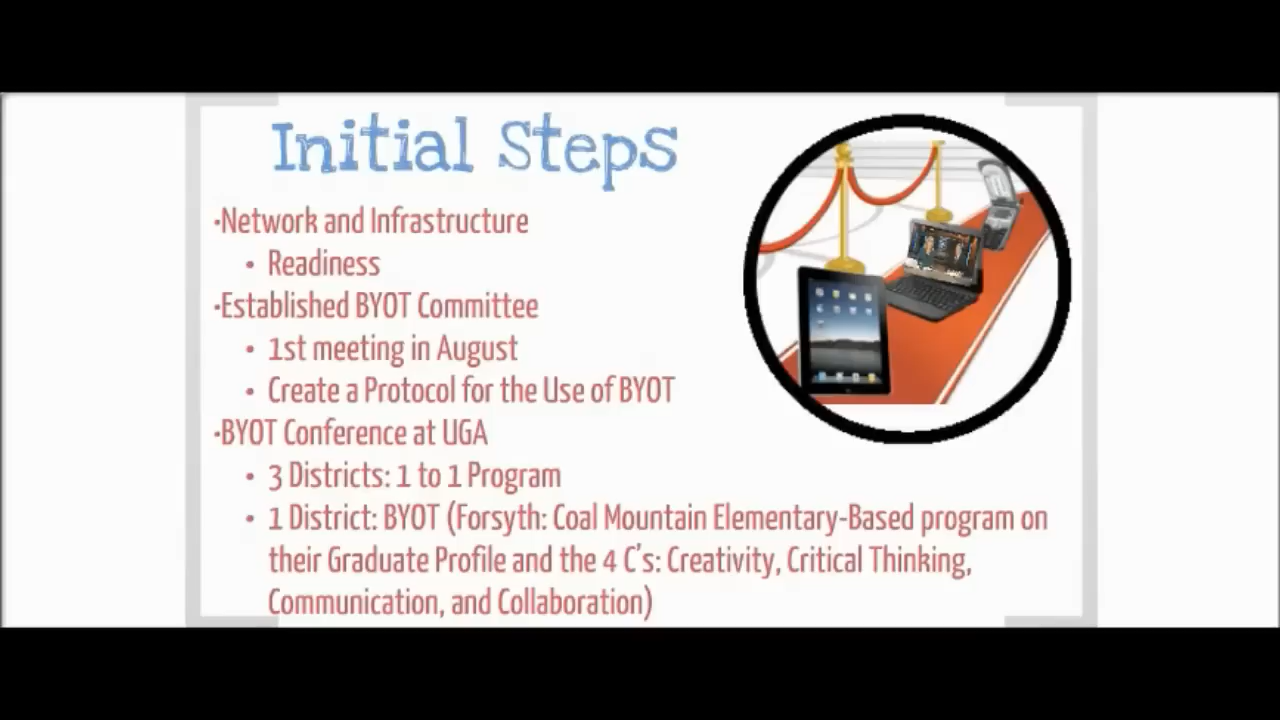 Initial Steps
·Network and Infrastructure
• Readiness
·Established BYOT Committee
• 1st meeting in August
• Create a Protocol for the Use of BYOT
·BYOT Conference at UGA
• 3 Districts: 1 to 1 Program
• 1 District: BYOT (Forsyth: Coal Mountain Elementary-Based program on
their Graduate Profile and the 4 C's: Creativity, Critical Thinking,
Communication, and Collaboration)